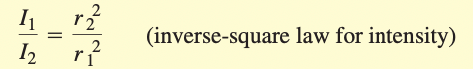 I₁/I₂ = r₂²/r₁² (inverse-square law for intensity)